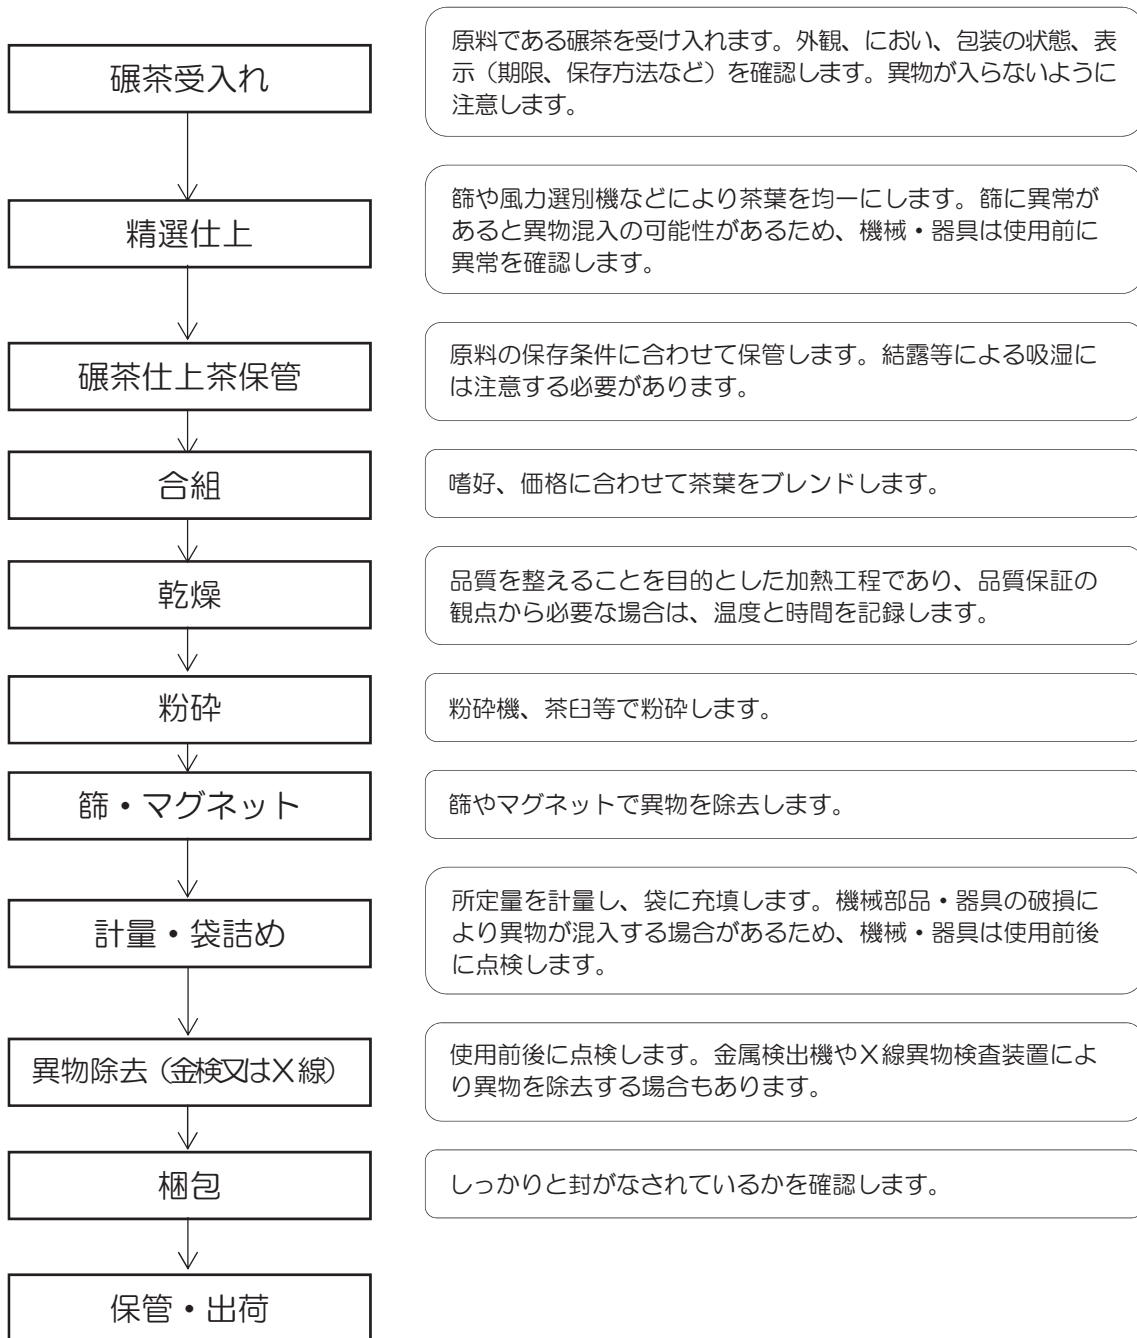 碾茶受入れ
原料である碾茶を受け入れます。外観、におい、包装の状態、表
示（期限、保存方法など）を確認します。異物が入らないように
注意します。
精選仕上
篩や風力選別機などにより茶葉を均一にします。篩に異常が
あると異物混入の可能性があるため、機械・器具は使用前に
異常を確認します。
碾茶仕上茶保管
原料の保存条件に合わせて保管します。結露等による吸湿に
は注意する必要があります。
合組
嗜好、価格に合わせて茶葉をブレンドします。
乾燥
品質を整えることを目的とした加熱工程であり、品質保証の
観点から必要な場合は、温度と時間を記録します。
粉砕
粉砕機、茶臼等で粉砕します。
篩・マグネット
篩やマグネットで異物を除去します。
計量・袋詰め
所定量を計量し、袋に充填します。機械部品・器具の破損に
より異物が混入する場合があるため、機械・器具は使用前後
に点検します。
異物除去（金検又はX線）
使用前後に点検します。金属検出機やX線異物検査装置によ
り異物を除去する場合もあります。
梱包
しっかりと封がなされているかを確認します。
保管・出荷